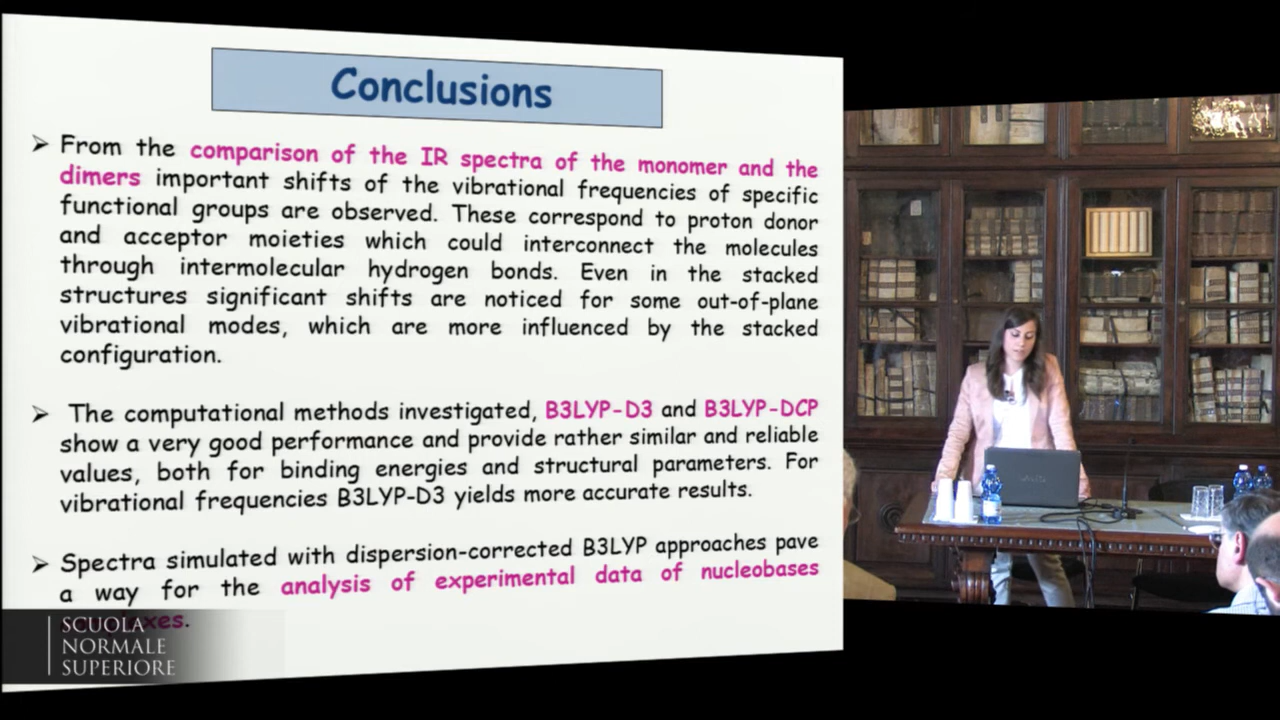 Conclusions
➢ From the comparison of the IR spectra of the monomer and the
dimers important shifts of the vibrational frequencies of specific
functional groups are observed. These correspond to proton donor
and acceptor moieties which could interconnect the molecules
through intermolecular hydrogen bonds. Even in the stacked
structures significant shifts are noticed for some out-of-plane
vibrational modes, which are more influenced by the stacked
configuration.
➢ The computational methods investigated, B3LYP-D3 and B3LYP-DCP
show a very good performance and provide rather similar and reliable
values, both for binding energies and structural parameters. For
vibrational frequencies B3LYP-D3 yields more accurate results.
➢ Spectra simulated with dispersion-corrected B3LYP approaches pave
a way for the analysis of experimental data of nucleobases
SCUOLA
NORMALE
SUPERIORE
VAIO